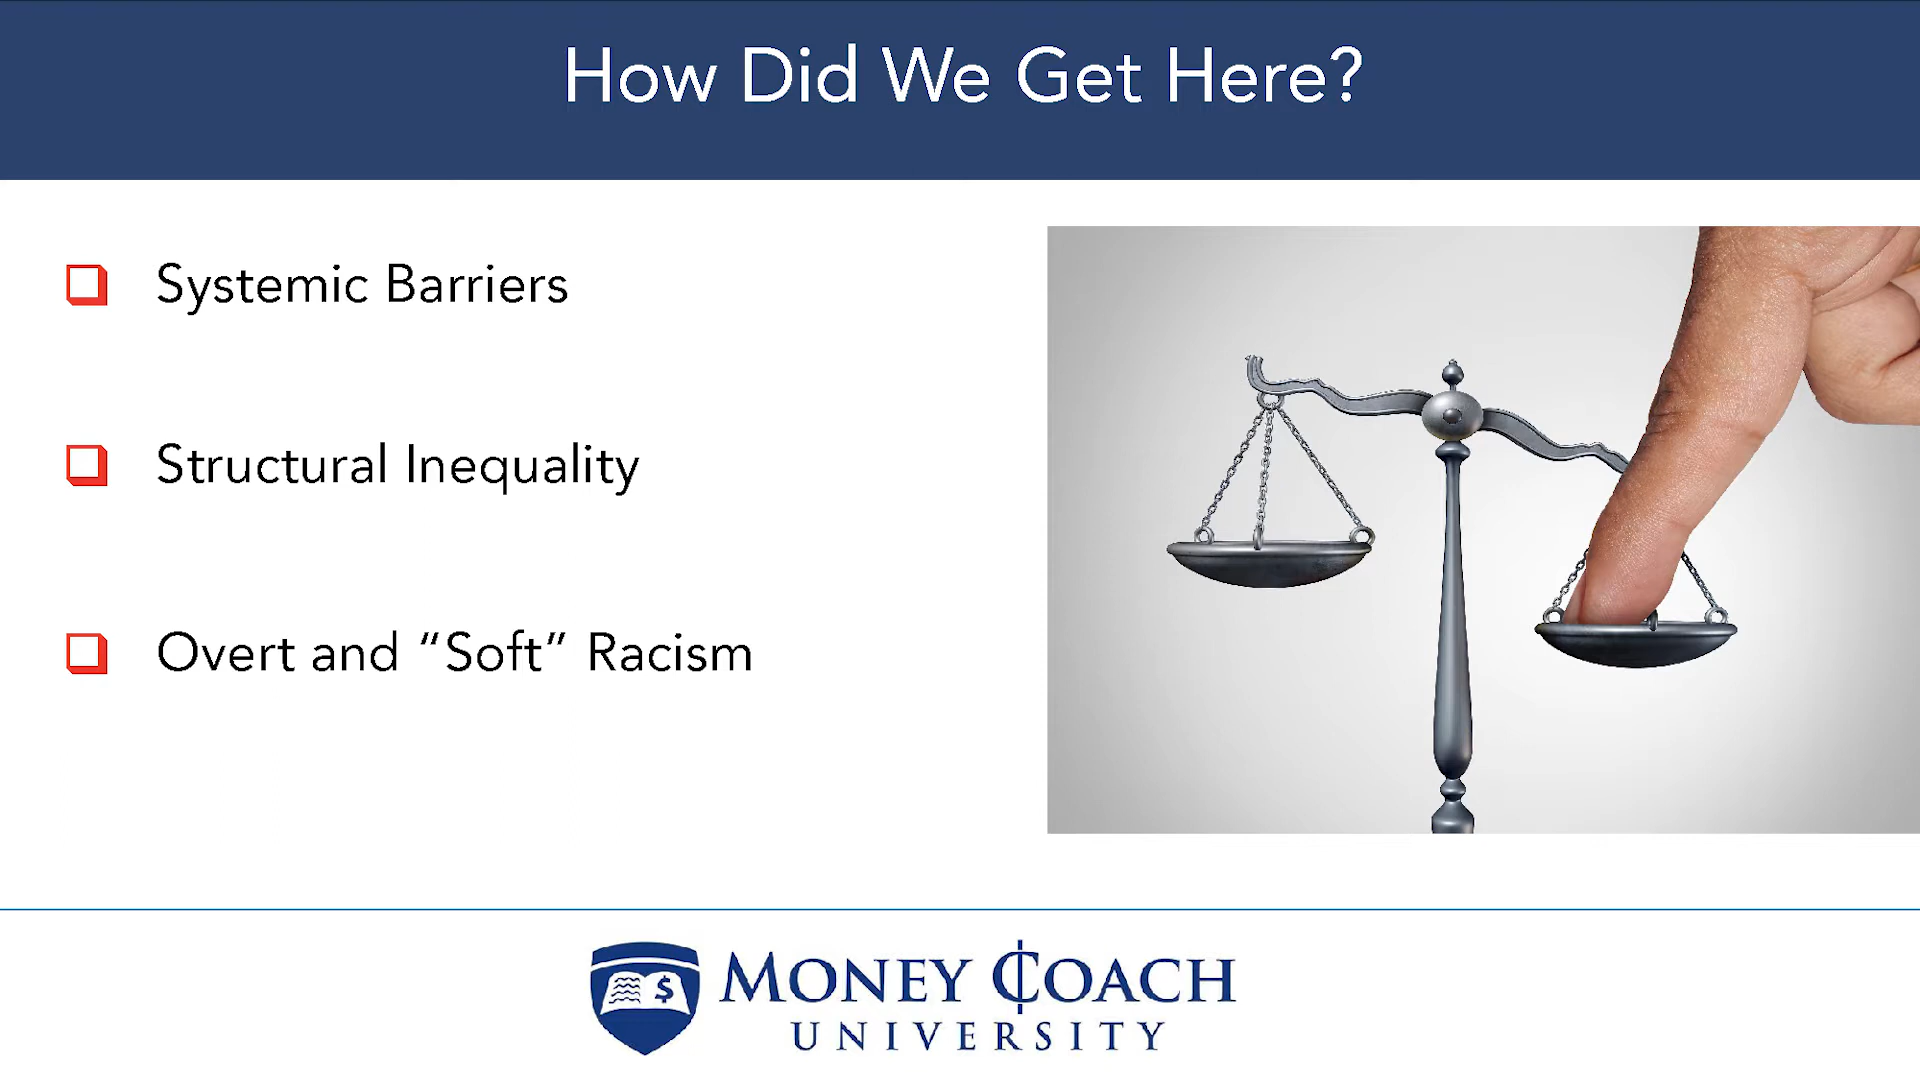 How Did We Get Here?
Systemic Barriers
Structural Inequality
Overt and “Soft” Racism
$
MONEY COACH
UNIVERSITY